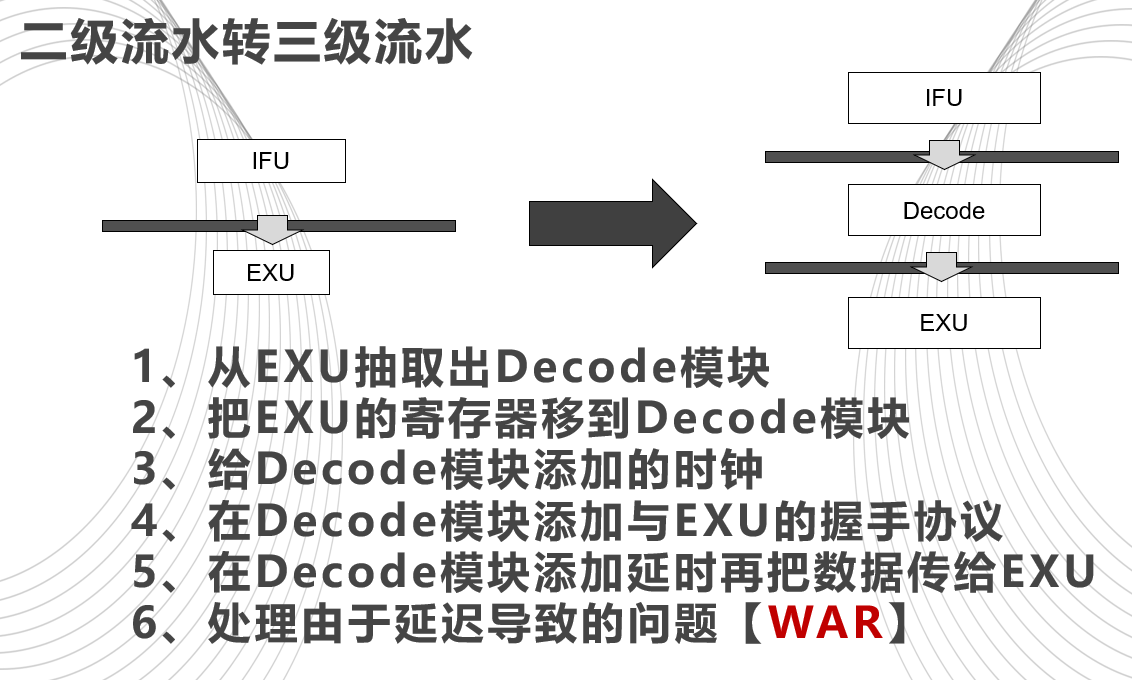 二级流水转三级流水
IFU
EXU
IFU
Decode
EXU
1、从EXU抽取出Decode模块
2、把EXU的寄存器移到Decode模块
3、给Decode模块添加的时钟
4、在Decode模块添加与EXU的握手协议
5、在Decode模块添加延时再把数据传给EXU
6、处理由于延迟导致的问题【WAR】